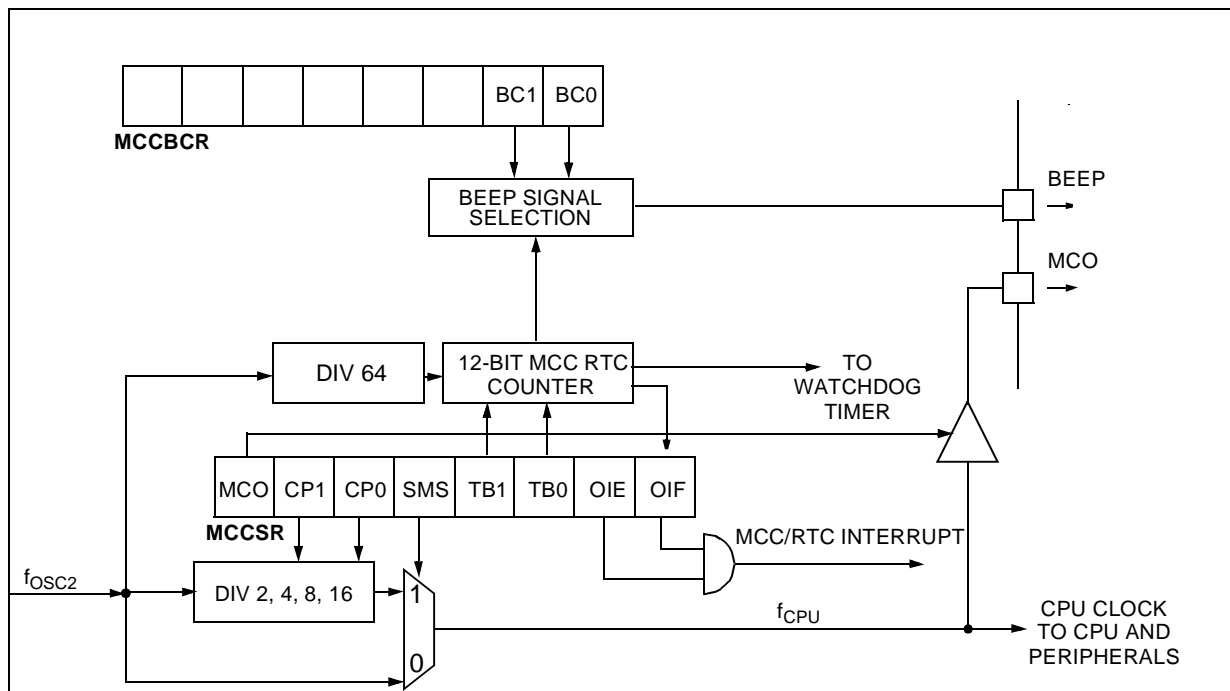 BC1 BC0
MCCBCR
BEEP SIGNAL
SELECTION
BEEP
MCO
DIV 64
12-BIT MCC RTC
COUNTER
TO
WATCHDOG
TIMER
MCO CP1 CP0 SMS TB1 TB0 OIE OIF
MCCSR
MCC/RTC INTERRUPT
fOSC2
DIV 2, 4, 8, 16
1
0
fCPU
CPU CLOCK
TO CPU AND
PERIPHERALS